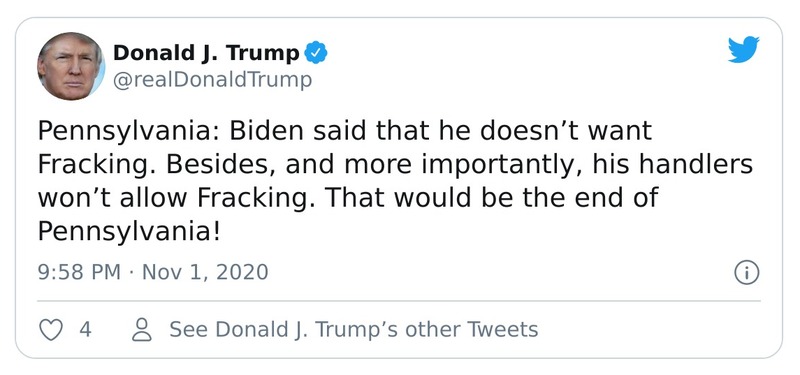 Donald J. Trump
@realDonaldTrump
Pennsylvania: Biden said that he doesn’t want
Fracking. Besides, and more importantly, his handlers
won’t allow Fracking. That would be the end of
Pennsylvania!
9:58 PM · Nov 1, 2020
4
See Donald J. Trump’s other Tweets